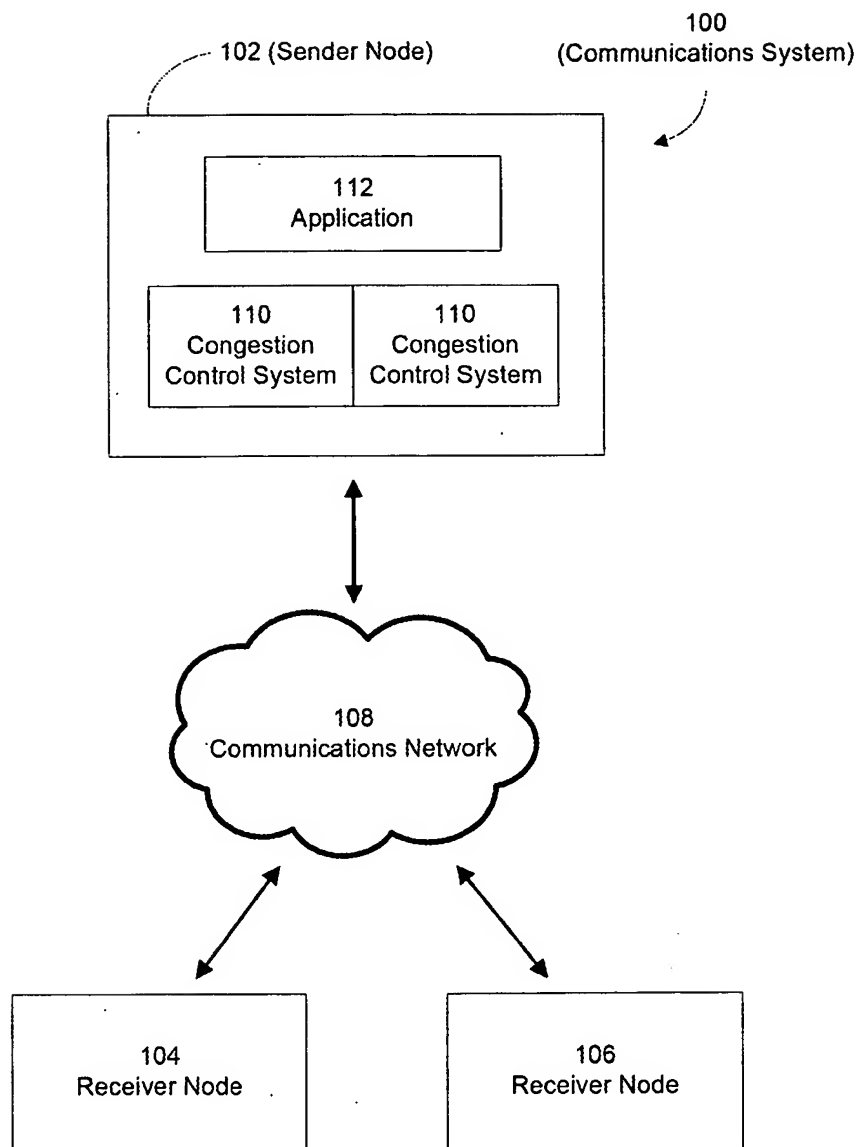 100
102 (Sender Node)
(Communications System)
112
Application
110
Congestion
Control System
110
Congestion
Control System
108
Communications Network
104
Receiver Node
106
Receiver Node